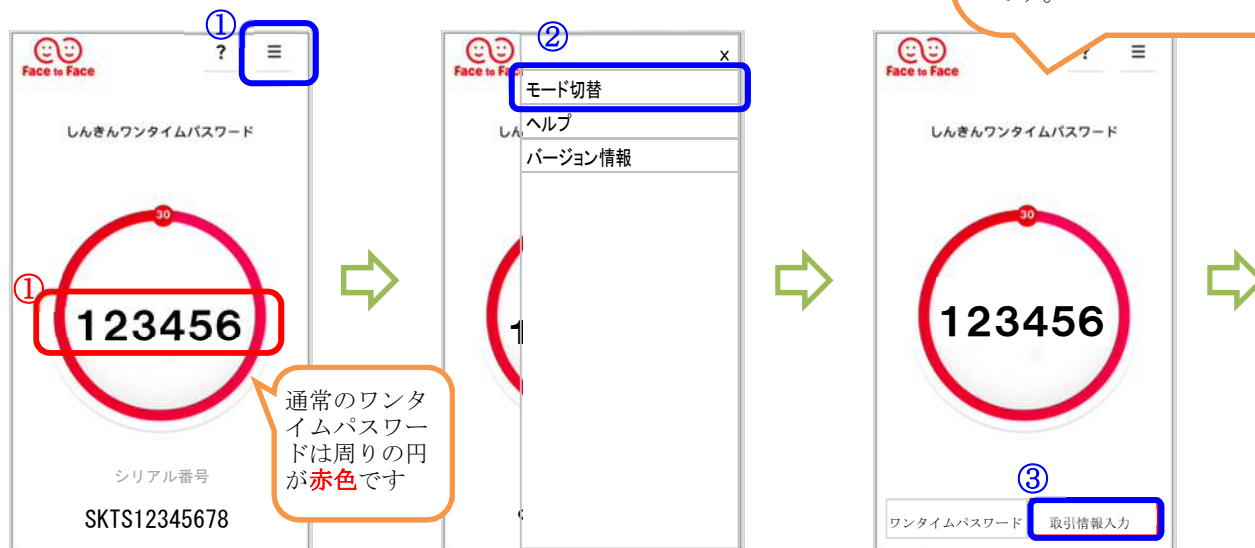 ①
Face to Face
?
≡
しんきんワンタイムパスワード
30
①
123456
通常のワンタ
イムパスワー
ドは周りの円
が赤色です
シリアル番号
SKTS12345678
②
Face to Fa
x
モード切替
ヘルプ
バージョン情報
しん
1
す。
Face to Face
?
≡
しんきんワンタイムパスワード
30
123456
③
ワンタイムパスワード
取引情報入力